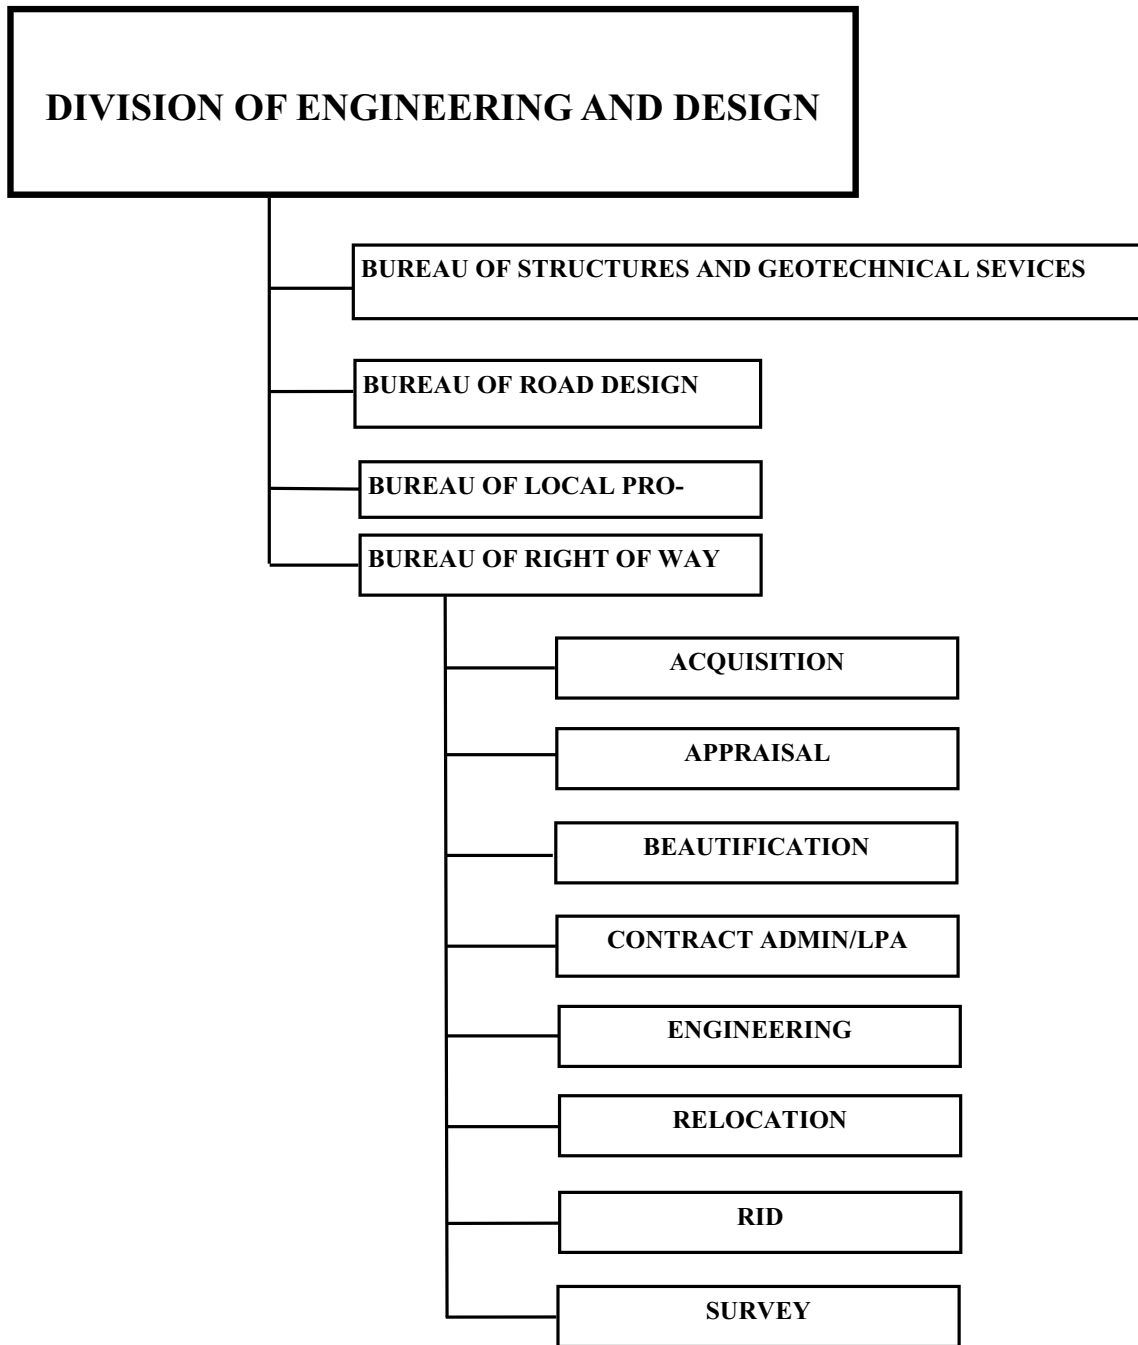 DIVISION OF ENGINEERING AND DESIGN
BUREAU OF STRUCTURES AND GEOTECHNICAL SEVICES
BUREAU OF ROAD DESIGN
BUREAU OF LOCAL PRO-
BUREAU OF RIGHT OF WAY
ACQUISITION
APPRAISAL
BEAUTIFICATION
CONTRACT ADMIN/LPA
ENGINEERING
RELOCATION
RID
SURVEY